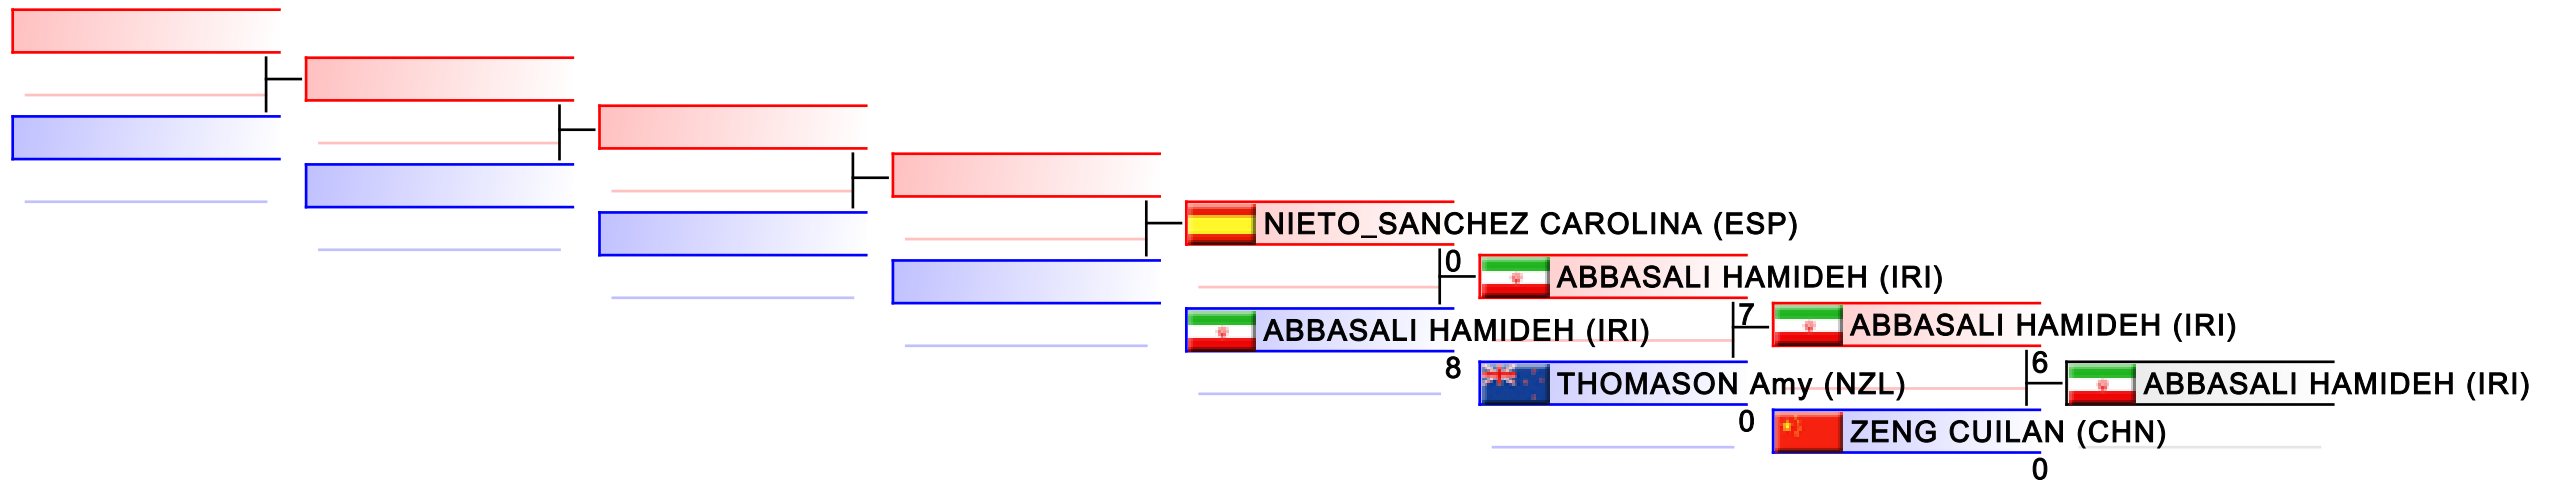 NIETO_SANCHEZ CAROLINA (ESP)
0
ABBASALI HAMIDEH (IRI)
8
ABBASALI HAMIDEH (IRI)
7
THOMASON Amy (NZL)
0
ABBASALI HAMIDEH (IRI)
6
ZENG CUILAN (CHN)
0
ABBASALI HAMIDEH (IRI)